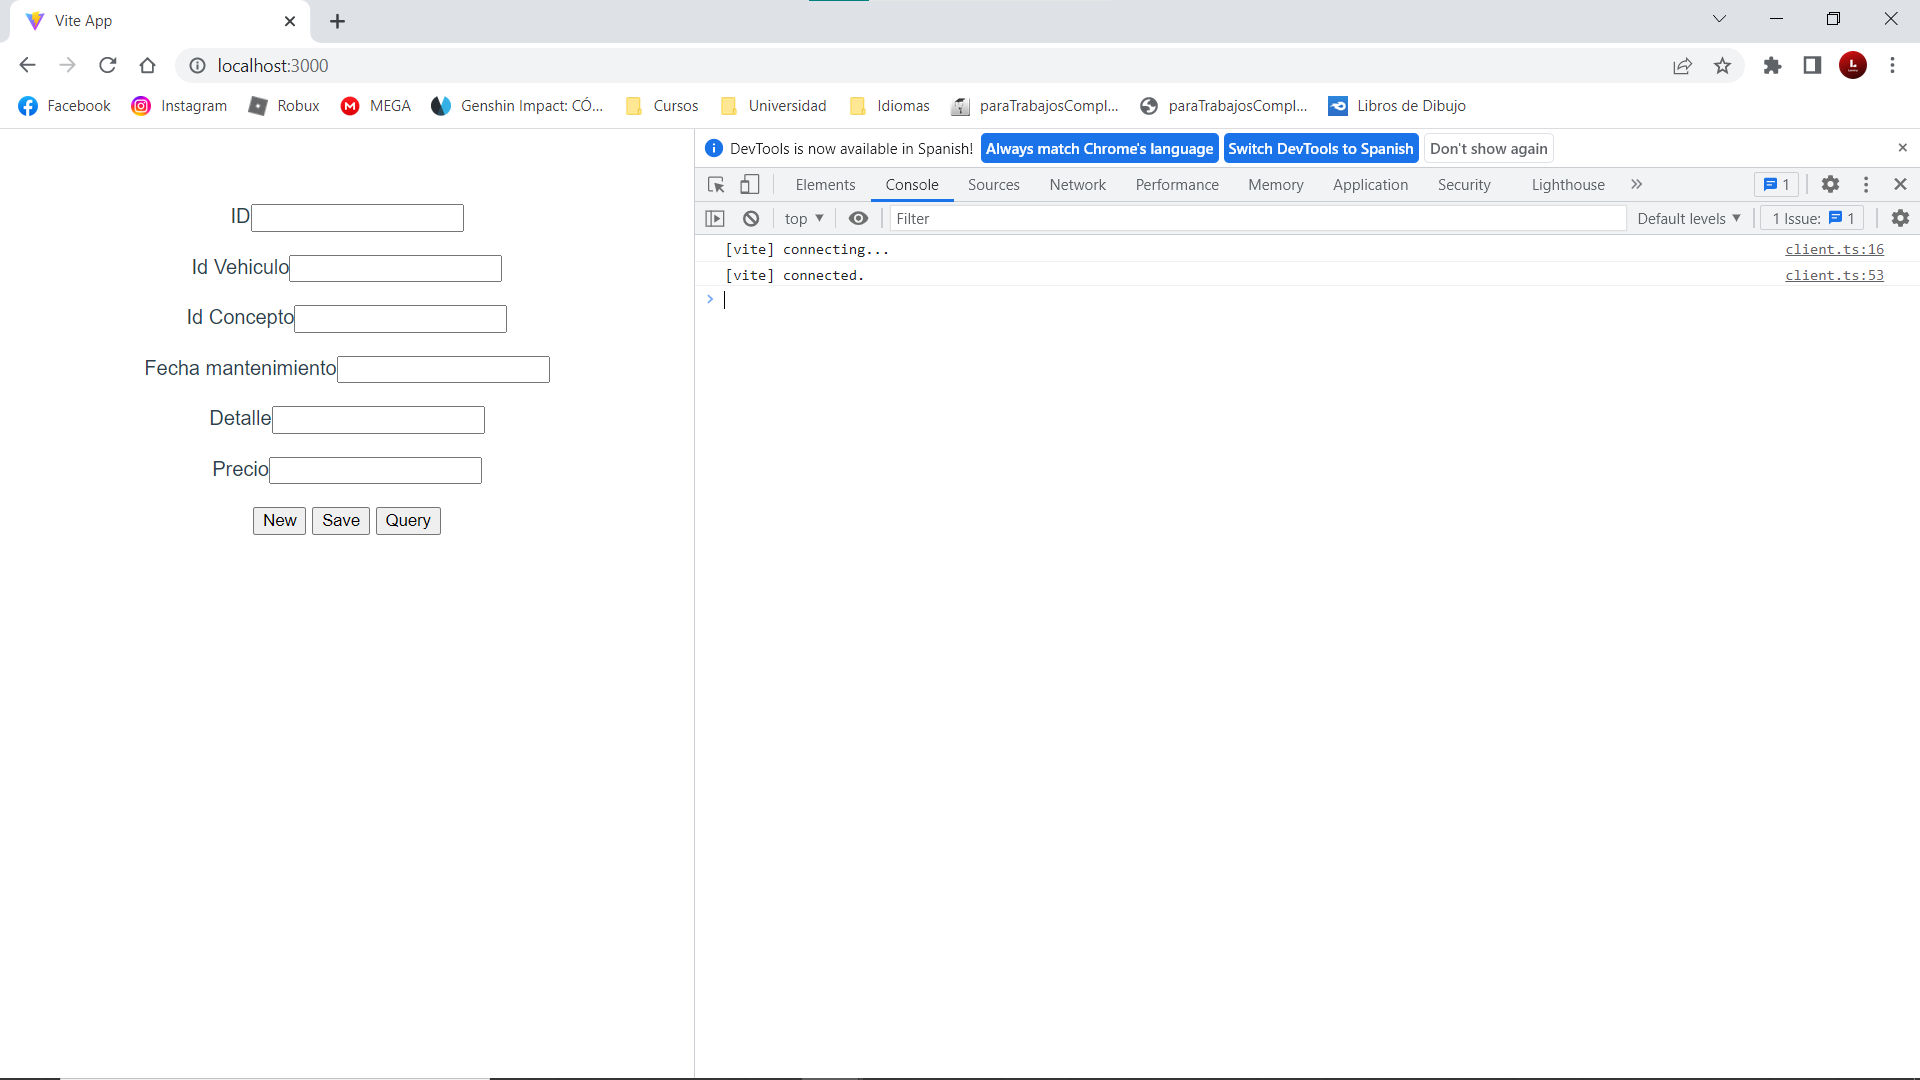 Vite App
localhost:3000
Facebook Instagram Robux MEGA Genshin Impact: CÓ... Cursos Universidad Idiomas paraTrabajosCompl... paraTrabajosCompl... Libros de Dibujo
DevTools is now available in Spanish! Always match Chrome's language Switch DevTools to Spanish Don't show again
Elements Console Sources Network Performance Memory Application Security Lighthouse 1
top Filter Default levels 1 Issue: 1
[vite] connecting... client.ts:16
[vite] connected. client.ts:53
ID
Id Vehiculo
Id Concepto
Fecha mantenimiento
Detalle
Precio
New Save Query